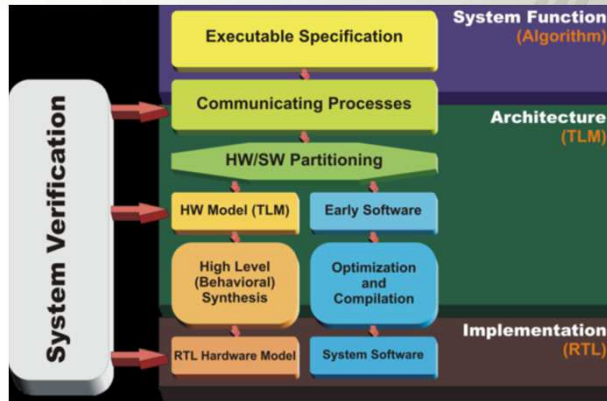 System Function
(Algorithm)
Executable Specification
Communicating Processes
Architecture
(TLM)
HW/SW Partitioning
System Verification
HW Model (TLM)
Early Software
High Level
(Behavioral)
Synthesis
Optimization
and
Compilation
Implementation
(RTL)
RTL Hardware Model
System Software